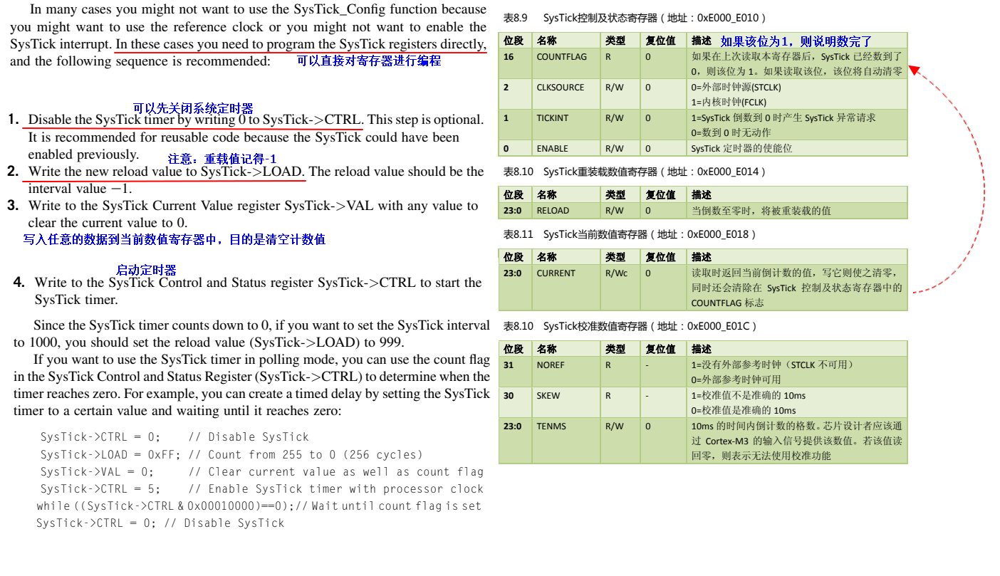 In many cases you might not want to use the SysTick_Config function because
you might want to use the reference clock or you might not want to enable the
SysTick interrupt. In these cases you need to program the SysTick registers directly,
and the following sequence is recommended:
可以直接对寄存器进行编程
可以先关闭系统定时器
1. Disable the SysTick timer by writing 0 to SysTick->CTRL. This step is optional.
It is recommended for reusable code because the SysTick could have been
enabled previously.
注意：重载值记得-1
2. Write the new reload value to SysTick->LOAD. The reload value should be the
interval value −1.
3. Write to the SysTick Current Value register SysTick->VAL with any value to
clear the current value to 0.
写入任意的数据到当前数值寄存器中，目的是清空计数值
启动定时器
4. Write to the SysTick Control and Status register SysTick->CTRL to start the
SysTick timer.
Since the SysTick timer counts down to 0, if you want to set the SysTick interval
to 1000, you should set the reload value (SysTick->LOAD) to 999.
If you want to use the SysTick timer in polling mode, you can use the count flag
in the SysTick Control and Status Register (SysTick->CTRL) to determine when the
timer reaches zero. For example, you can create a timed delay by setting the SysTick
timer to a certain value and waiting until it reaches zero:
SysTick->CTRL = 0; // Disable SysTick
SysTick->LOAD = 0xFF; // Count from 255 to 0 (256 cycles)
SysTick->VAL = 0; // Clear current value as well as count flag
SysTick->CTRL = 5; // Enable SysTick timer with processor clock
while ((SysTick->CTRL & 0x00010000)==0);// Wait until count flag is set
SysTick->CTRL = 0; // Disable SysTick
表8.9 SysTick控制及状态寄存器（地址：0xE000_E010）
位段 名称 类型 复位值 描述 如果该位为1，则说明数完了
16 COUNTFLAG R 0 如果在上次读取本寄存器后，SysTick 已经数到了
0，则该位为 1。如果读取该位，该位将自动清零
2 CLKSOURCE R/W 0 0=外部时钟源(STCLK)
1=内核时钟(FCLK)
1 TICKINT R/W 0 1=SysTick 倒数到 0 时产生 SysTick 异常请求
0=数到 0 时无动作
0 ENABLE R/W 0 SysTick 定时器的使能位
表8.10 SysTick重装载数值寄存器（地址：0xE000_E014）
位段 名称 类型 复位值 描述
23:0 RELOAD R/W 0 当倒数至零时，将被重装载的值
表8.11 SysTick当前数值寄存器（地址：0xE000_E018）
位段 名称 类型 复位值 描述
23:0 CURRENT R/Wc 0 读取时返回当前倒计数的值，写它则使之清零，
同时还会清除在 SysTick 控制及状态寄存器中的
COUNTFLAG 标志
表8.10 SysTick校准数值寄存器（地址：0xE000_E01C）
位段 名称 类型 复位值 描述
31 NOREF R - 1=没有外部参考时钟（STCLK 不可用）
0=外部参考时钟可用
30 SKEW R - 1=校准值不是准确的 10ms
0=校准值是准确的 10ms
23:0 TENMS R/W 0 10ms 的时间内倒计数的格数。芯片设计者应该通
过 Cortex-M3 的输入信号提供该数值。若该值读
回零，则表示无法使用校准功能